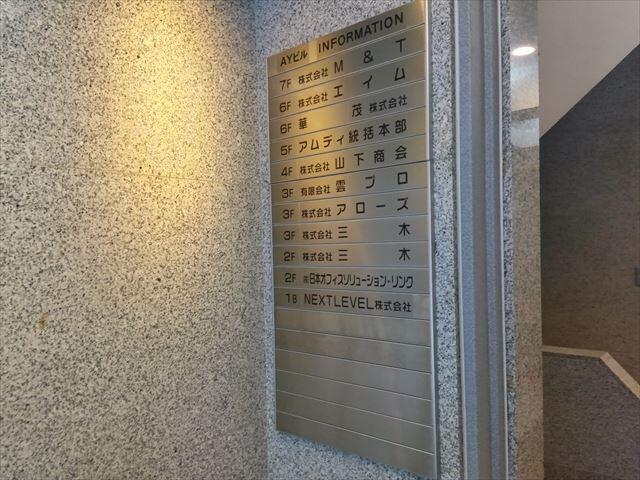 AYビル INFORMATION
7F 株式会社 M & T
6F 株式会社 エイム
6F 華茂 株式会社
5F アムディ統括本部
4F 株式会社 山下商会
3F 有限会社 雲プロ
3F 株式会社 アローズ
3F 株式会社 三木
2F 株式会社 三木
2F ㈲日本オフィスソリューション・リンク
1B NEXTLEVEL株式会社